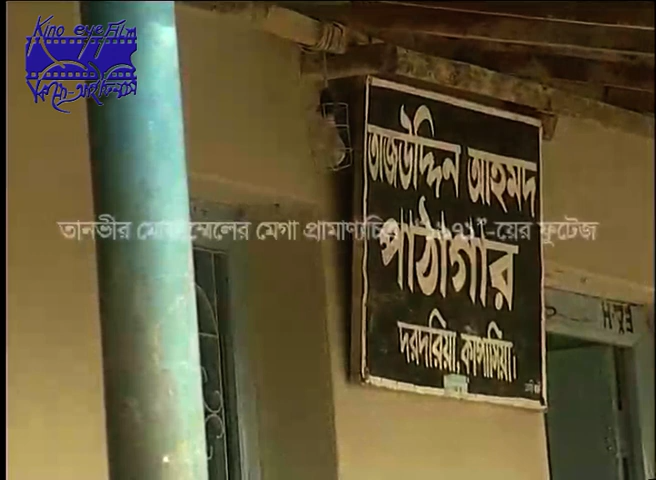 Kino eye Film
তাজউদ্দিন আহমদ
তানভীর মোকাম্মেলের মেগা প্রামাণ্যচিত্র ১৯৭১-য়ের ফুটেজ
পাঠাগার
দরদরিয়া, কাপাসিয়া।